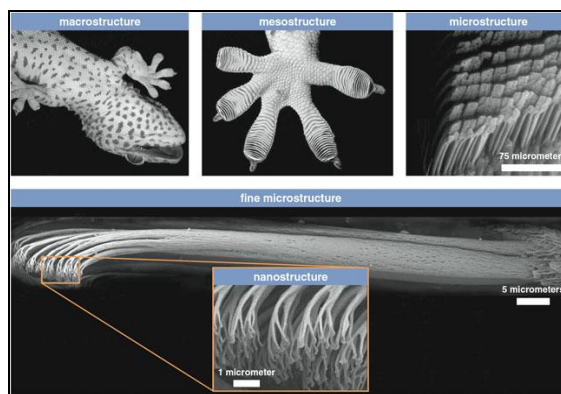 macrostructure
mesostructure
microstructure
75 micrometer
fine microstructure
nanostructure
5 micrometers
1 micrometer